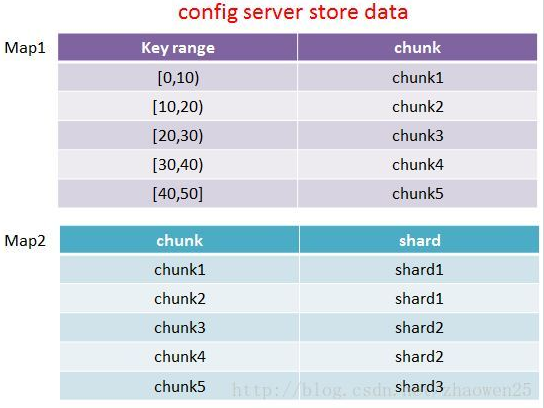 config server store data
Map1
Key range chunk
[0,10) chunk1
[10,20) chunk2
[20,30) chunk3
[30,40) chunk4
[40,50] chunk5
Map2
chunk shard
chunk1 shard1
chunk2 shard1
chunk3 shard2
chunk4 shard2
chunk5 shard3
http://blog.csdn.net/zhaowen25